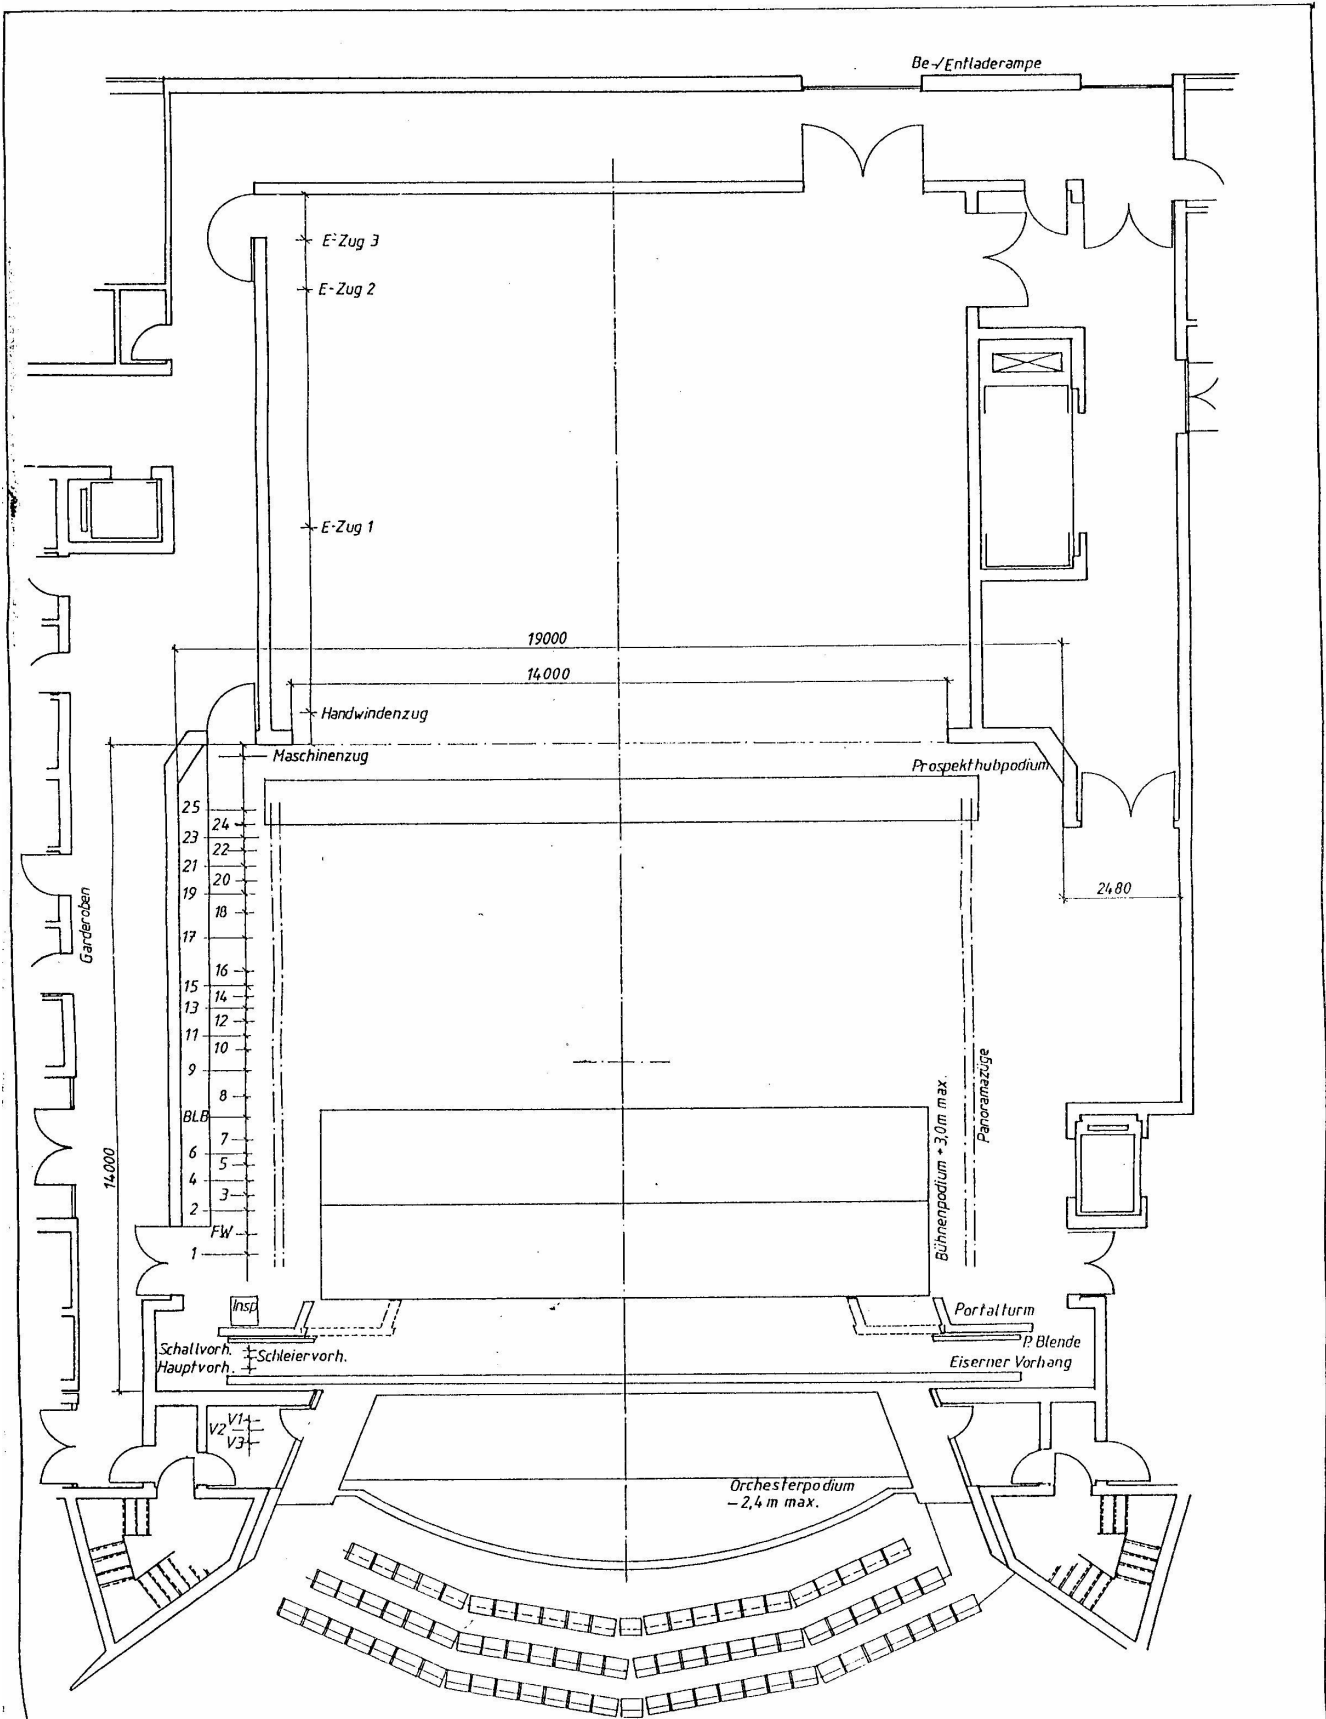 Be-/Entladerampe
E-Zug 3
E-Zug 2
E-Zug 1
19000
14000
Handwindenzug
Maschinenzug
Prospekthubpodium
25
24
23
22
21
20
19
18
17
16
15
14
13
12
11
10
9
8
BLB
7
6
5
4
3
2
FW
1
2480
Garderoben
14000
Bühnenpodium + 3,0m max.
Panoramazüge
Insp
Portalturm
P. Blende
Schallvorh.
Schleiervorh.
Hauptvorh.
Eiserner Vorhang
V1
V2
V3
Orchesterpodium
-2,4 m max.